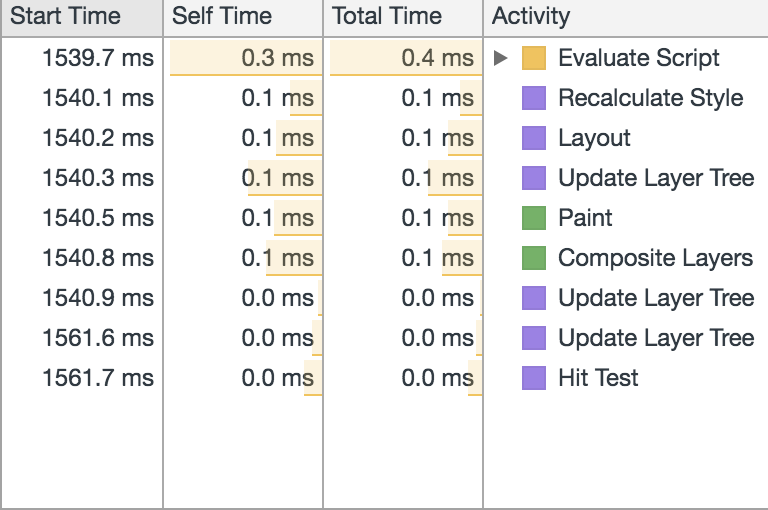 Start Time Self Time Total Time Activity
1539.7 ms 0.3 ms 0.4 ms Evaluate Script
1540.1 ms 0.1 ms 0.1 ms Recalculate Style
1540.2 ms 0.1 ms 0.1 ms Layout
1540.3 ms 0.1 ms 0.1 ms Update Layer Tree
1540.5 ms 0.1 ms 0.1 ms Paint
1540.8 ms 0.1 ms 0.1 ms Composite Layers
1540.9 ms 0.0 ms 0.0 ms Update Layer Tree
1561.6 ms 0.0 ms 0.0 ms Update Layer Tree
1561.7 ms 0.0 ms 0.0 ms Hit Test